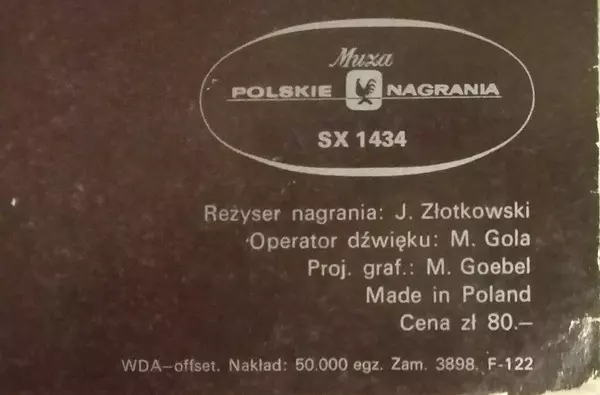 Muza
POLSKIE NAGRANIA
SX 1434
Reżyser nagrania: J. Złotkowski
Operator dźwięku: M. Gola
Proj. graf.: M. Goebel
Made in Poland
Cena zł 80.—
WDA—offset. Nakład: 50.000 egz. Zam. 3898. F-122